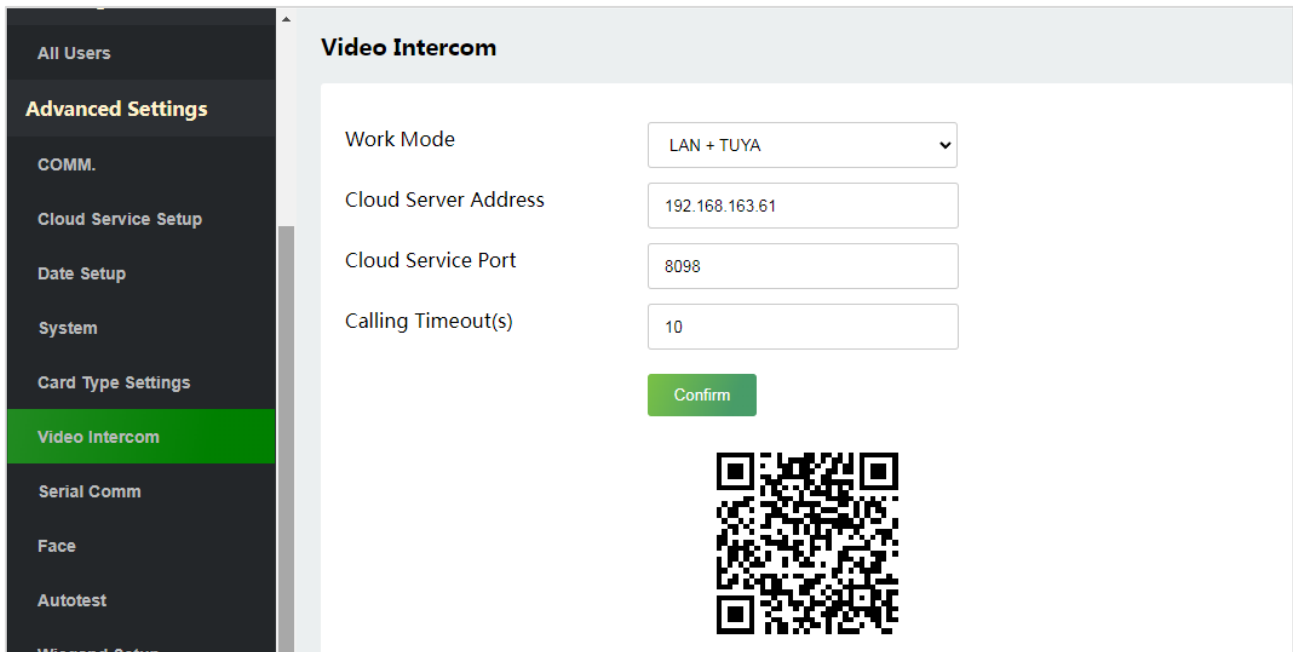 All Users
Advanced Settings
COMM.
Cloud Service Setup
Date Setup
System
Card Type Settings
Video Intercom
Serial Comm
Face
Autotest
Wiegand Setup
Video Intercom
Work Mode
LAN + TUYA
Cloud Server Address
192.168.163.61
Cloud Service Port
8098
Calling Timeout(s)
10
Confirm